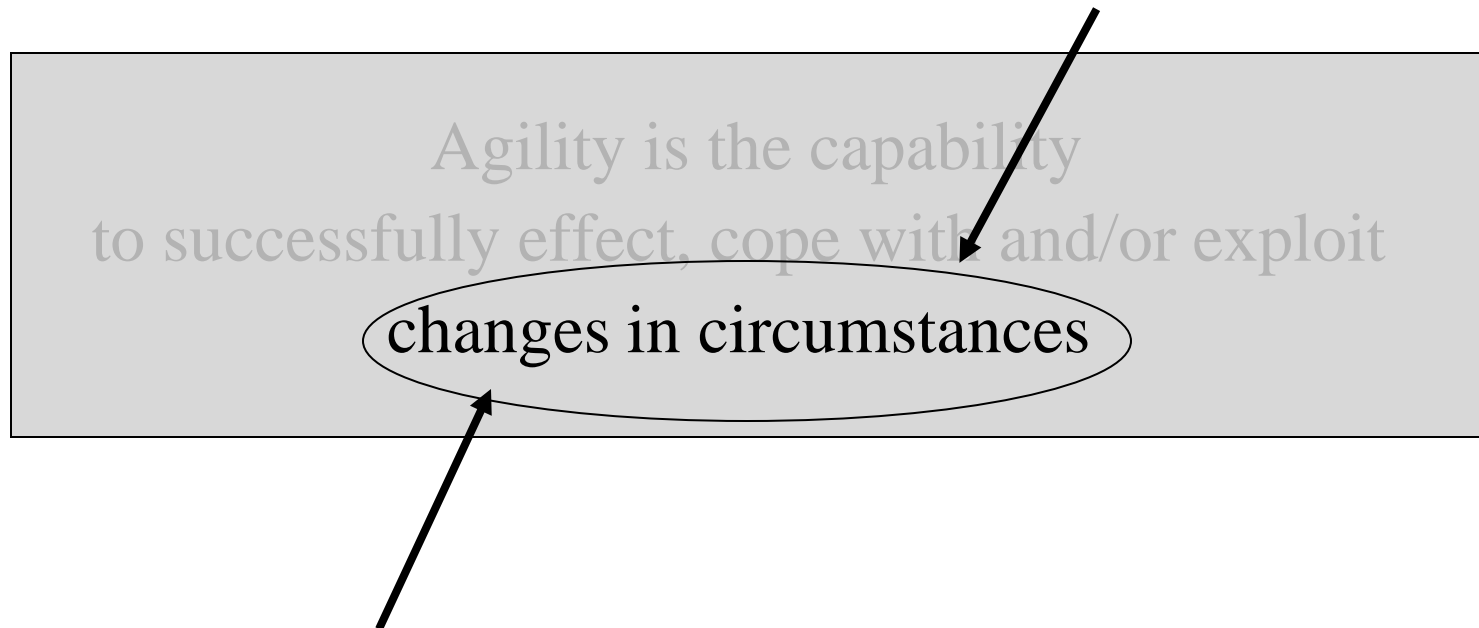 Agility is the capability
to successfully effect, cope with and/or exploit
changes in circumstances